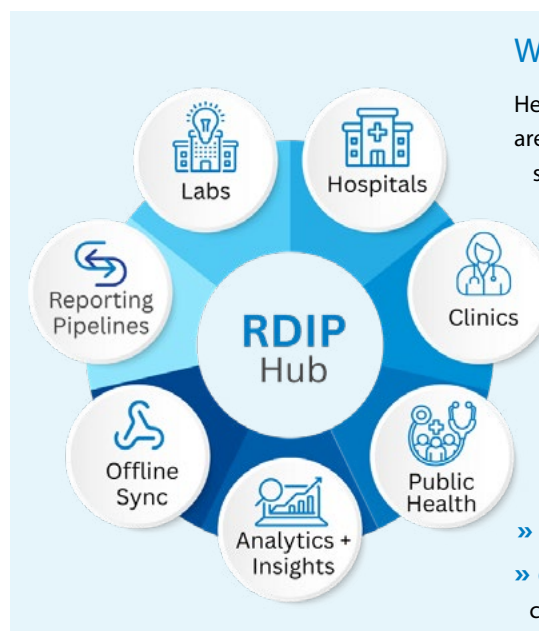 Labs
Hospitals
Clinics
Public
Health
Analytics +
Insights
Offline
Sync
Reporting
Pipelines
RDIP
Hub
»
»